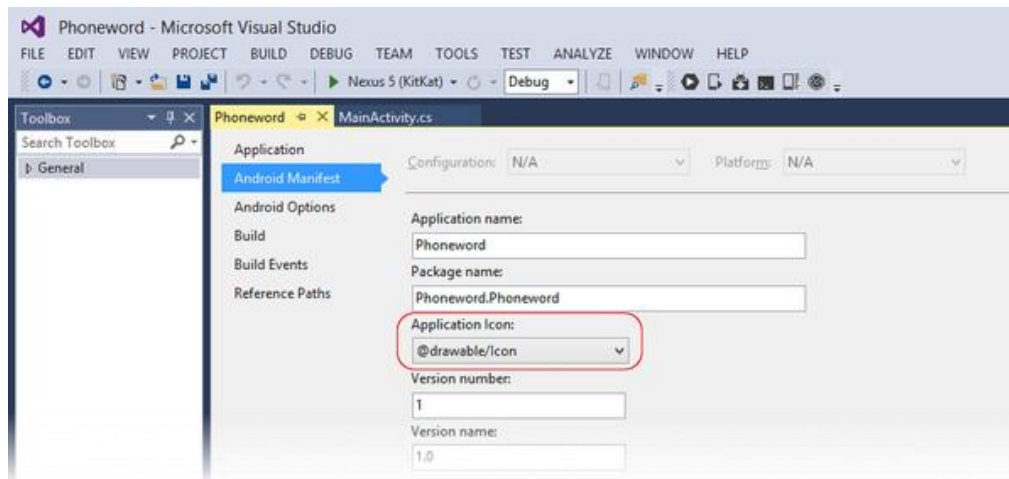 Phoneword - Microsoft Visual Studio
FILE EDIT VIEW PROJECT BUILD DEBUG TEAM TOOLS TEST ANALYZE WINDOW HELP
Nexus 5 (KitKat) Debug
Toolbox Phoneword MainActivity.cs
Search Toolbox
General
Application
Android Manifest
Android Options
Build
Build Events
Reference Paths
Configuration: N/A Platform: N/A
Application name:
Phoneword
Package name:
Phoneword.Phoneword
Application Icon:
@drawable/Icon
Version number:
1
Version name:
1.0